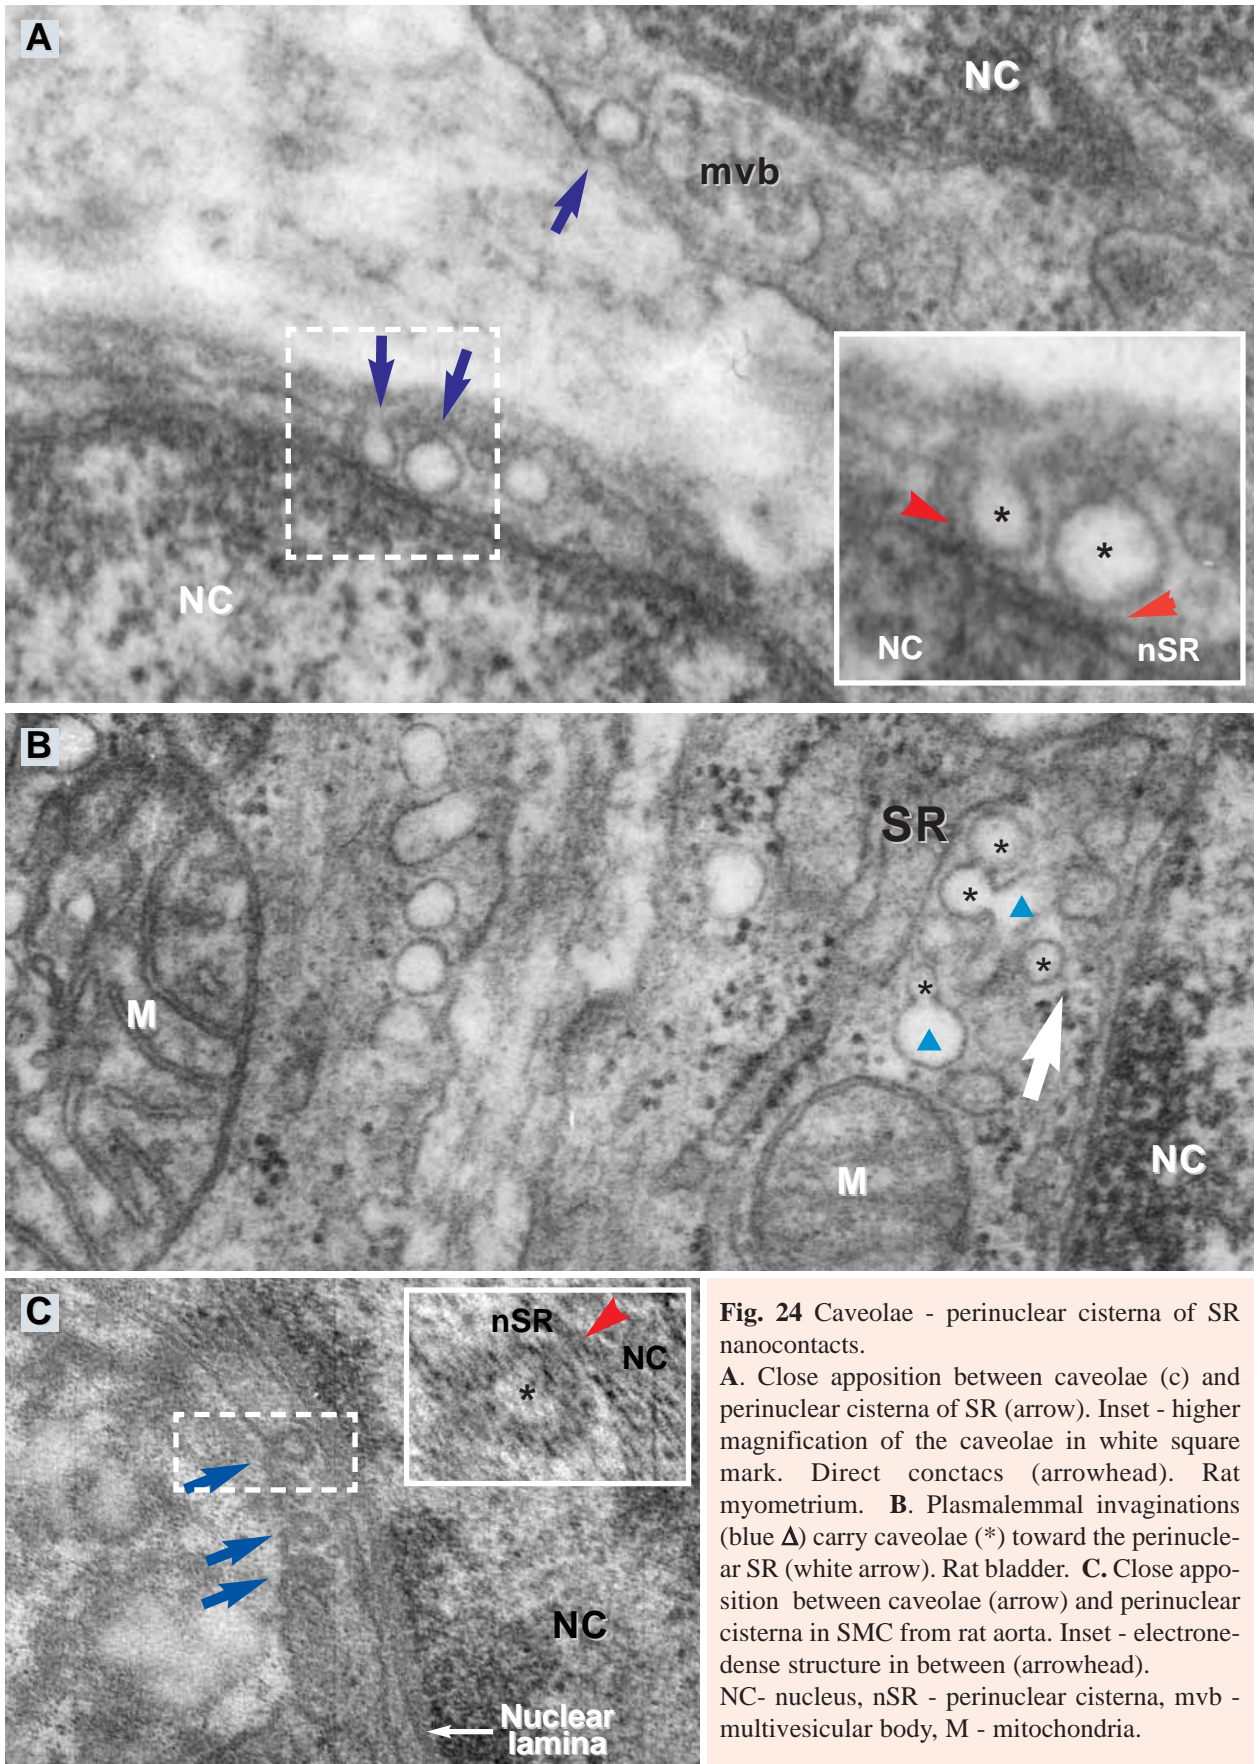 A
NC
mvb
NC
*
*
NC
nSR
B
SR
*
*
*
*
M
M
NC
C
nSR
NC
*
NC
Nuclear
lamina
Fig. 24 Caveolae - perinuclear cisterna of SR
nanocontacts.
A. Close apposition between caveolae (c) and
perinuclear cisterna of SR (arrow). Inset - higher
magnification of the caveolae in white square
mark. Direct conctacs (arrowhead). Rat
myometrium. B. Plasmalemmal invaginations
(blue Δ) carry caveolae (*) toward the perinucle-
ar SR (white arrow). Rat bladder. C. Close appo-
sition between caveolae (arrow) and perinuclear
cisterna in SMC from rat aorta. Inset - electrone-
dense structure in between (arrowhead).
NC- nucleus, nSR - perinuclear cisterna, mvb -
multivesicular body, M - mitochondria.